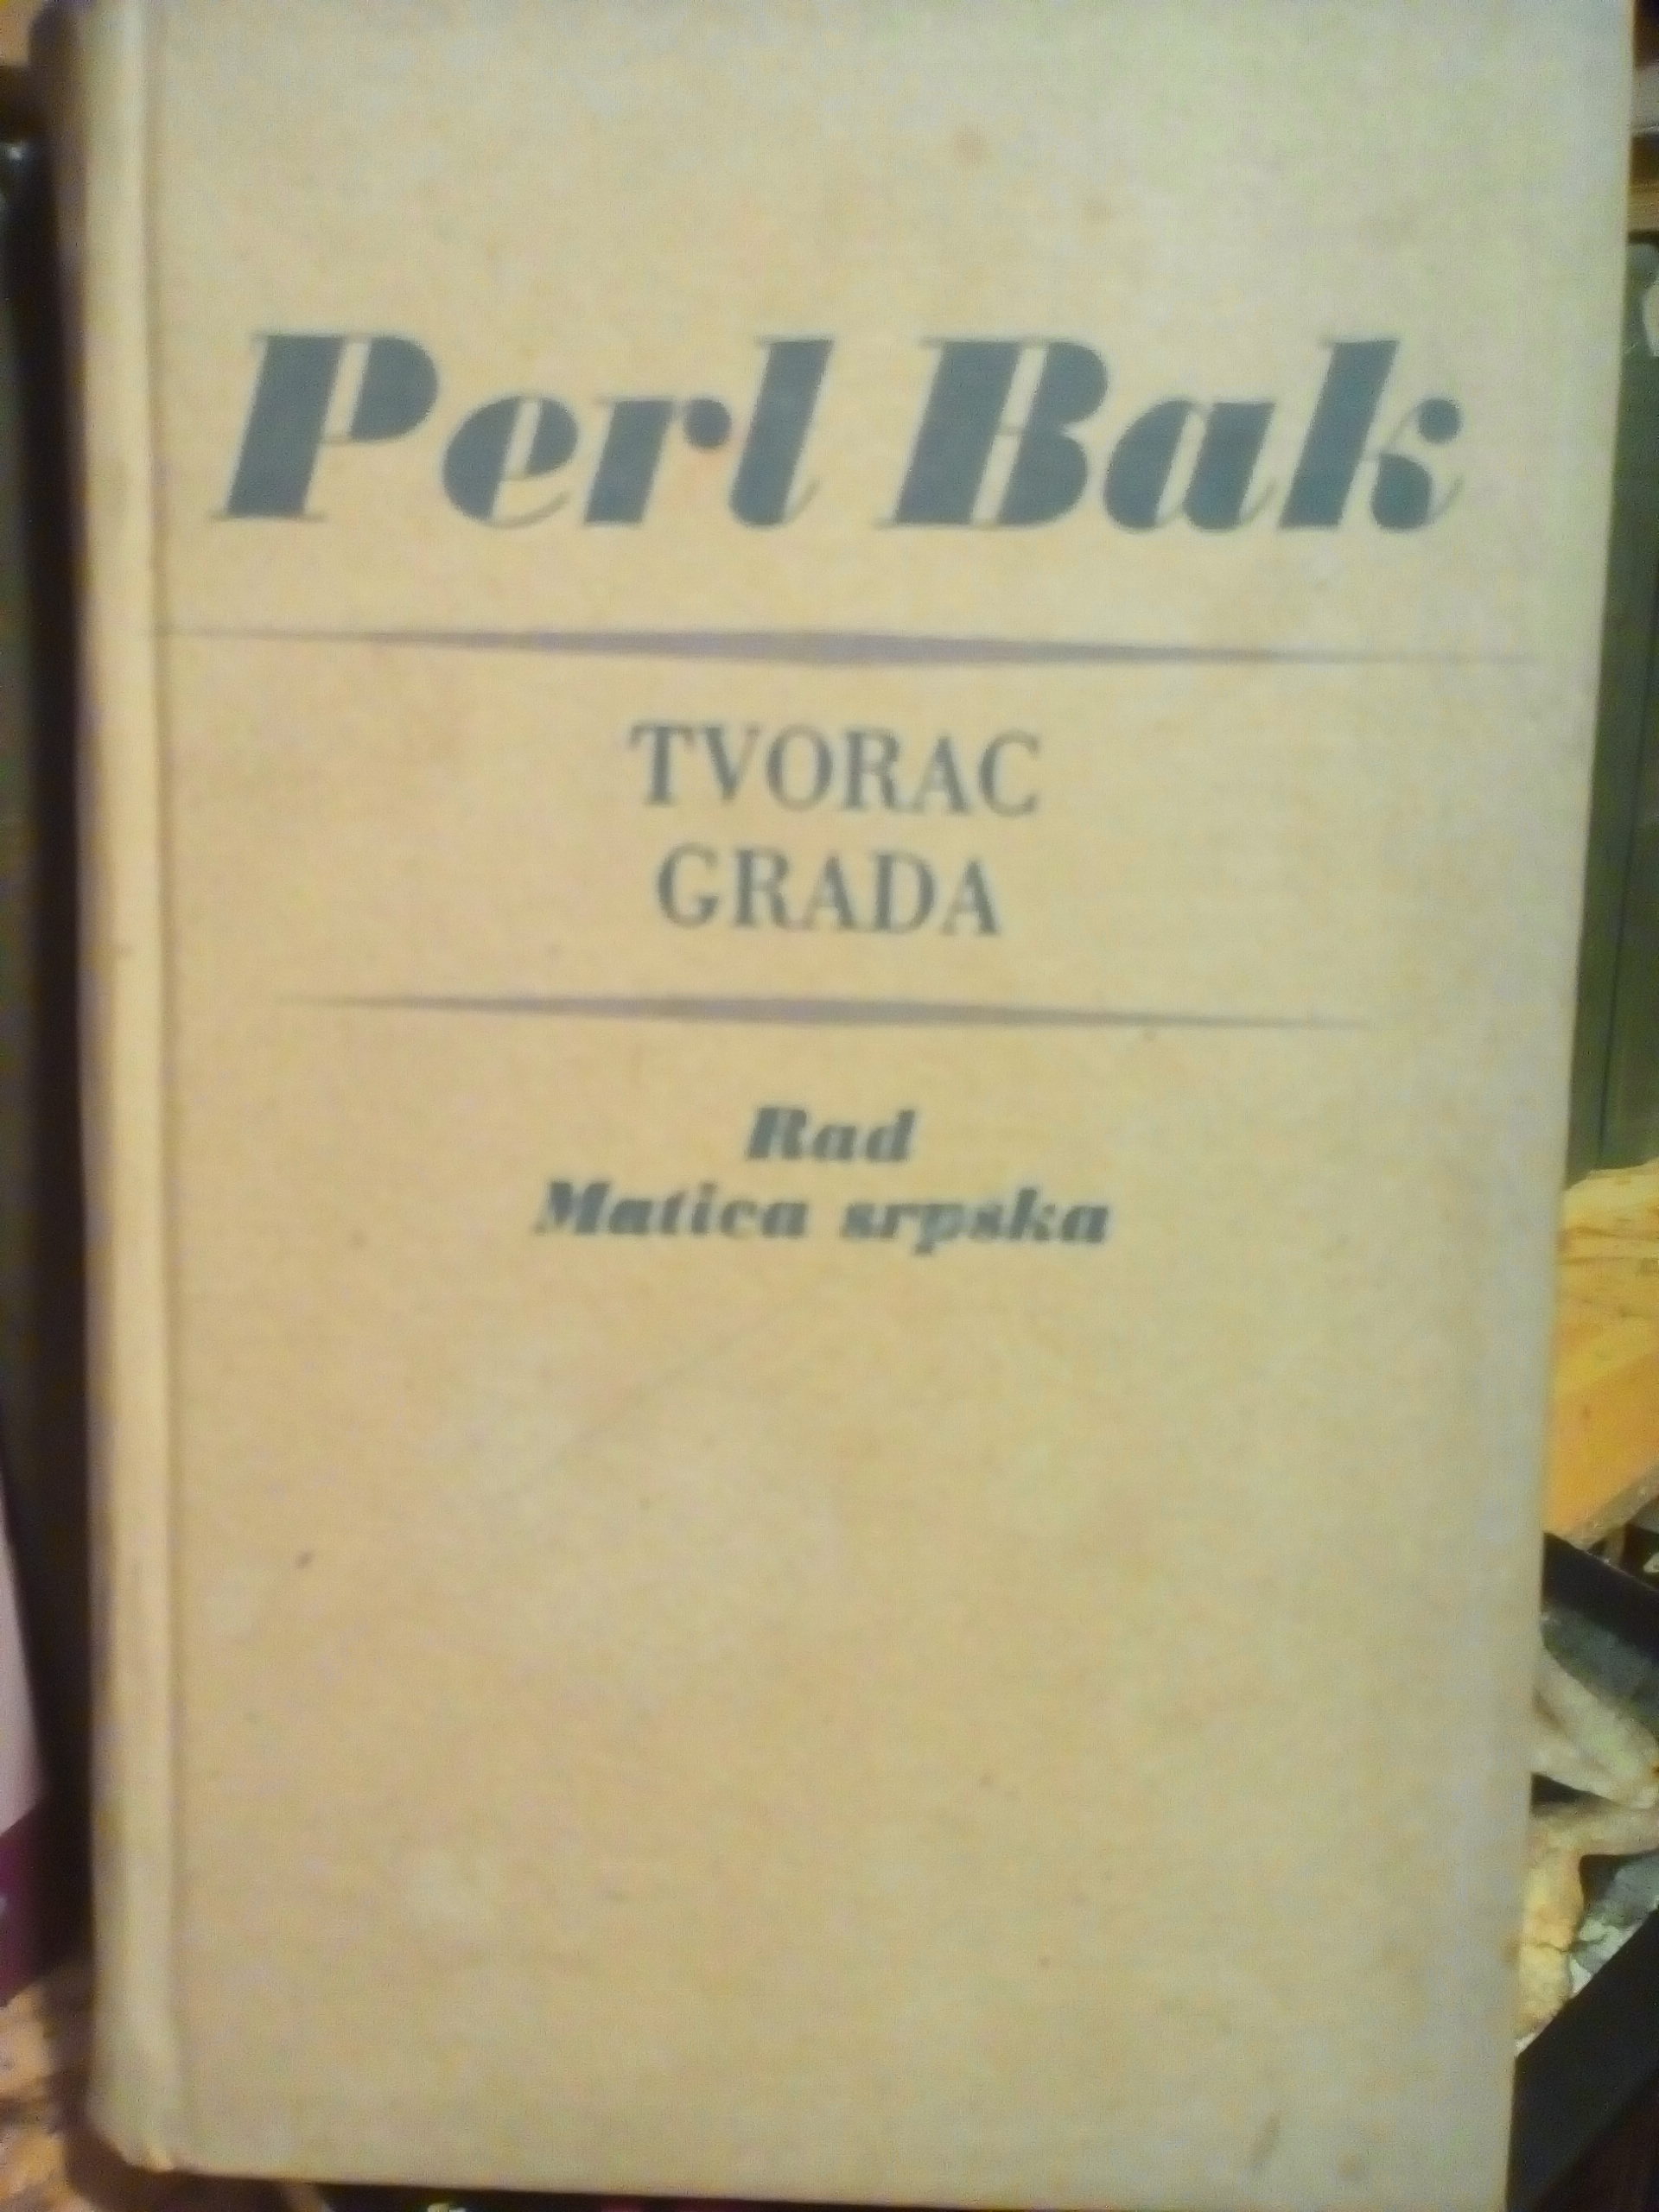 Perl Bak
TVORAC
GRADA
Rad
Matica srpska